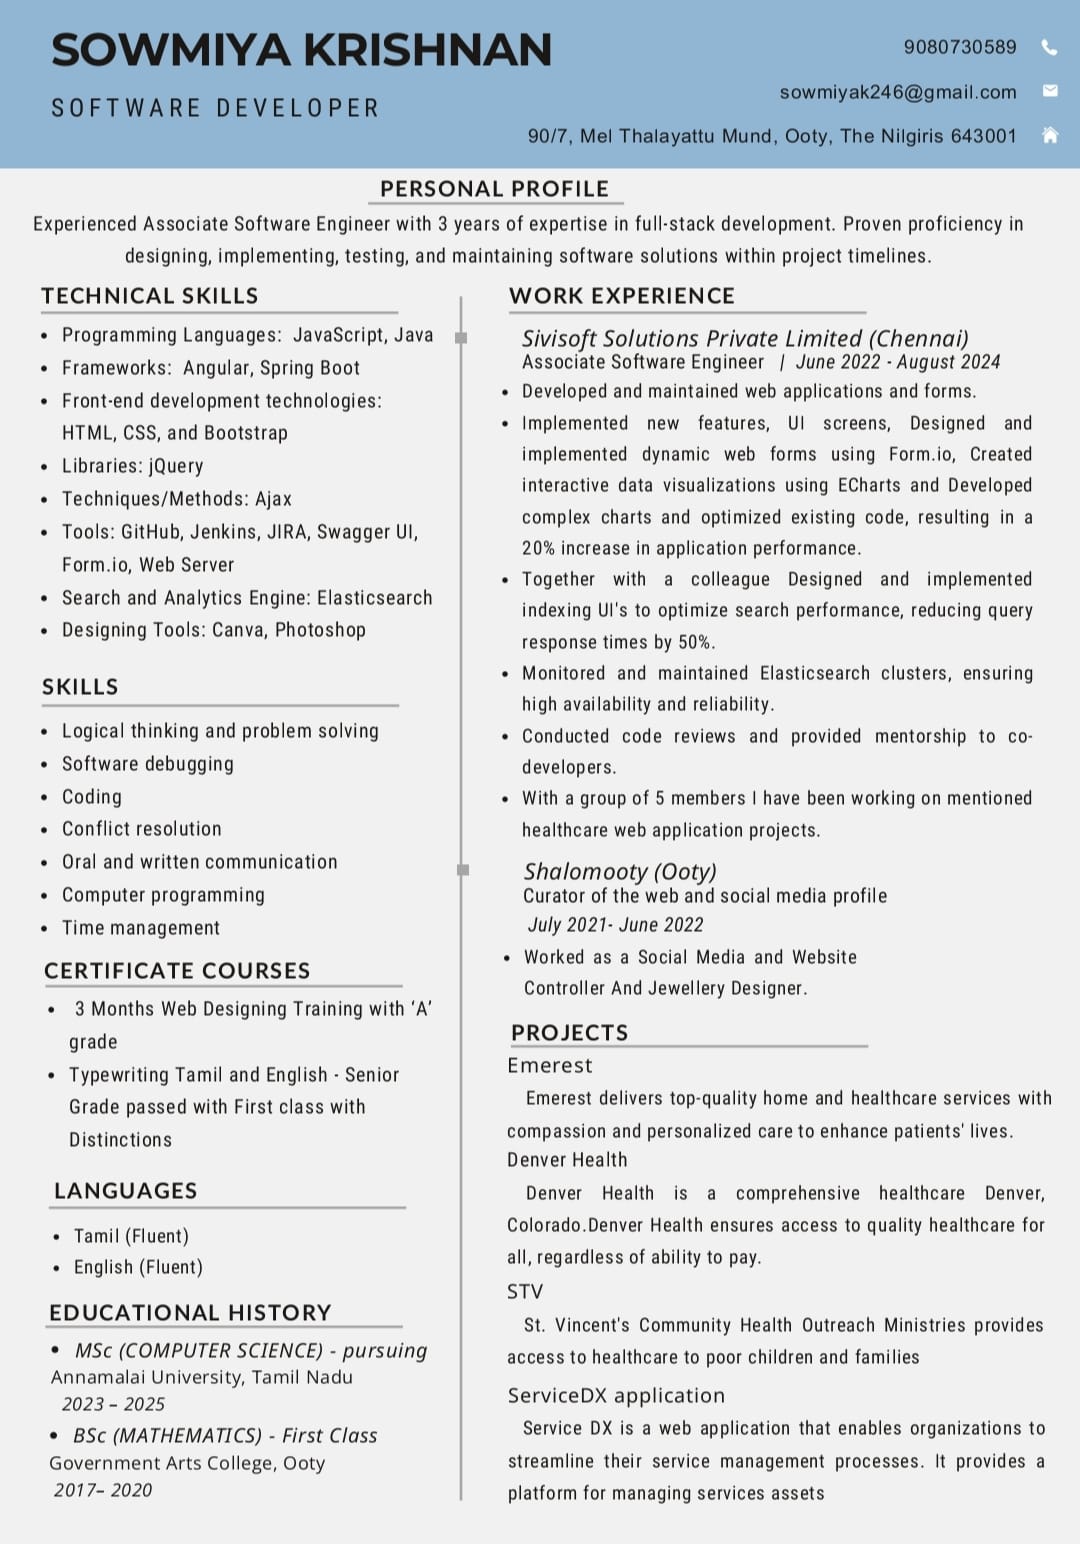 SOWMIYA KRISHNAN
SOFTWARE DEVELOPER
9080730589
sowmiyak246@gmail.com
90/7, Mel Thalayattu Mund, Ooty, The Nilgiris 643001
PERSONAL PROFILE
Experienced Associate Software Engineer with 3 years of expertise in full-stack development. Proven proficiency in
designing, implementing, testing, and maintaining software solutions within project timelines.
TECHNICAL SKILLS
• Programming Languages: JavaScript, Java
• Frameworks: Angular, Spring Boot
• Front-end development technologies:
HTML, CSS, and Bootstrap
• Libraries: jQuery
• Techniques/Methods: Ajax
• Tools: GitHub, Jenkins, JIRA, Swagger UI,
Form.io, Web Server
• Search and Analytics Engine: Elasticsearch
• Designing Tools: Canva, Photoshop
SKILLS
• Logical thinking and problem solving
• Software debugging
• Coding
• Conflict resolution
• Oral and written communication
• Computer programming
• Time management
CERTIFICATE COURSES
• 3 Months Web Designing Training with ‘A’
grade
• Typewriting Tamil and English - Senior
Grade passed with First class with
Distinctions
LANGUAGES
• Tamil (Fluent)
• English (Fluent)
EDUCATIONAL HISTORY
• MSc (COMPUTER SCIENCE) - pursuing
Annamalai University, Tamil Nadu
2023 – 2025
• BSc (MATHEMATICS) - First Class
Government Arts College, Ooty
2017– 2020
WORK EXPERIENCE
Sivisoft Solutions Private Limited (Chennai)
Associate Software Engineer | June 2022 - August 2024
• Developed and maintained web applications and forms.
• Implemented new features, UI screens, Designed and
implemented dynamic web forms using Form.io, Created
interactive data visualizations using ECharts and Developed
complex charts and optimized existing code, resulting in a
20% increase in application performance.
• Together with a colleague Designed and implemented
indexing UI's to optimize search performance, reducing query
response times by 50%.
• Monitored and maintained Elasticsearch clusters, ensuring
high availability and reliability.
• Conducted code reviews and provided mentorship to co-
developers.
• With a group of 5 members I have been working on mentioned
healthcare web application projects.
Shalomooty (Ooty)
Curator of the web and social media profile
July 2021- June 2022
• Worked as a Social Media and Website
Controller And Jewellery Designer.
PROJECTS
Emerest
Emerest delivers top-quality home and healthcare services with
compassion and personalized care to enhance patients' lives.
Denver Health
Denver Health is a comprehensive healthcare Denver,
Colorado.Denver Health ensures access to quality healthcare for
all, regardless of ability to pay.
STV
St. Vincent's Community Health Outreach Ministries provides
access to healthcare to poor children and families
ServiceDX application
Service DX is a web application that enables organizations to
streamline their service management processes. It provides a
platform for managing services assets